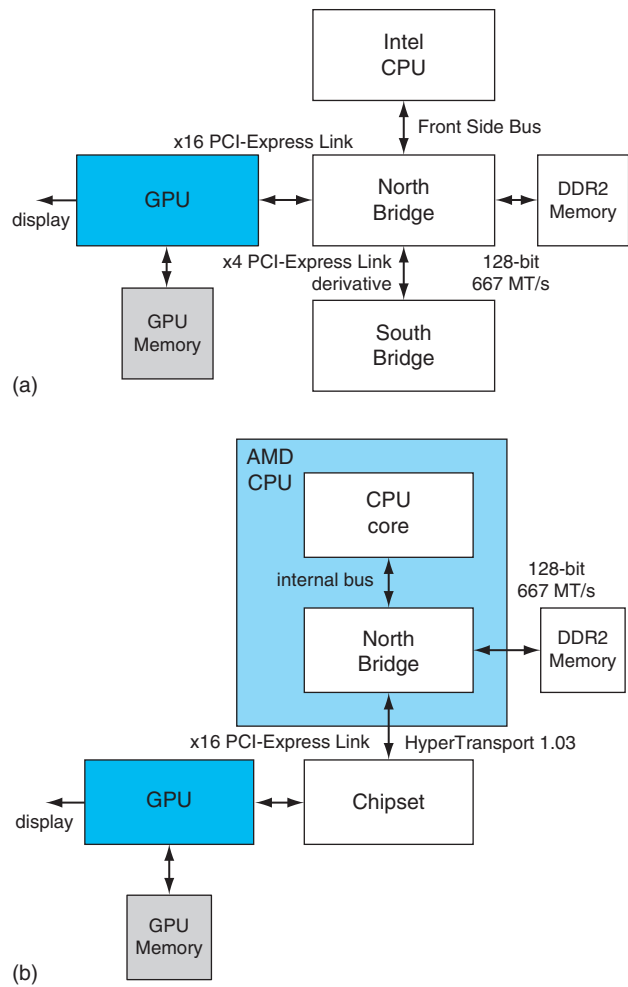 Intel
CPU
Front Side Bus
x16 PCI-Express Link
display
GPU
North
Bridge
DDR2
Memory
x4 PCI-Express Link
derivative
128-bit
667 MT/s
GPU
Memory
South
Bridge
(a)
AMD
CPU
CPU
core
internal bus
128-bit
667 MT/s
North
Bridge
DDR2
Memory
x16 PCI-Express Link
HyperTransport 1.03
display
GPU
Chipset
GPU
Memory
(b)